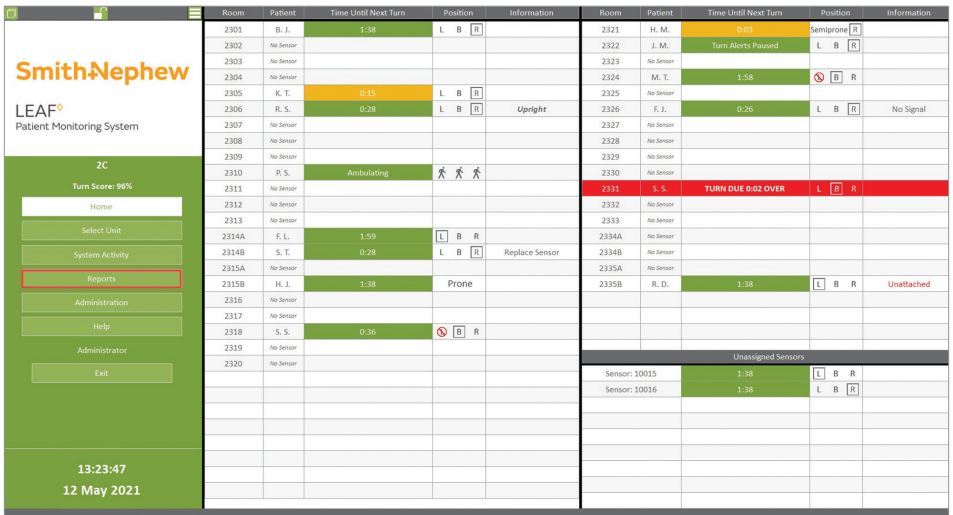 Smith+Nephew
LEAF◊
Patient Monitoring System
2C
Turn Score: 96%
Home
Select Unit
System Activity
Reports
Administration
Help
Administrator
Exit
13:23:47
12 May 2021
Room Patient Time Until Next Turn Position Information
2301 B. J. 1:38 L B R
2302 No Sensor
2303 No Sensor
2304 No Sensor
2305 K. T. 0:15 L B R
2306 R. S. 0:28 L B R Upright
2307 No Sensor
2308 No Sensor
2309 No Sensor
2310 P. S. Ambulating
2311 No Sensor
2312 No Sensor
2313 No Sensor
2314A F. L. 1:59 L B R
2314B S. T. 0:28 L B R Replace Sensor
2315A No Sensor
2315B H. J. 1:38 Prone
2316 No Sensor
2317 No Sensor
2318 S. S. 0:36 L B R
2319 No Sensor
2320 No Sensor
Room Patient Time Until Next Turn Position Information
2321 H. M. 0:03 Semiprone R
2322 J. M. Turn Alerts Paused L B R
2323 No Sensor
2324 M. T. 1:58 L B R
2325 No Sensor
2326 F. J. 0:26 L B R No Signal
2327 No Sensor
2328 No Sensor
2329 No Sensor
2330 No Sensor
2331 S. S. TURN DUE 0:02 OVER L B R
2332 No Sensor
2333 No Sensor
2334A No Sensor
2334B No Sensor
2335A No Sensor
2335B R. D. 1:38 L B R Unattached
Unassigned Sensors
Sensor: 10015 1:38 L B R
Sensor: 10016 1:38 L B R